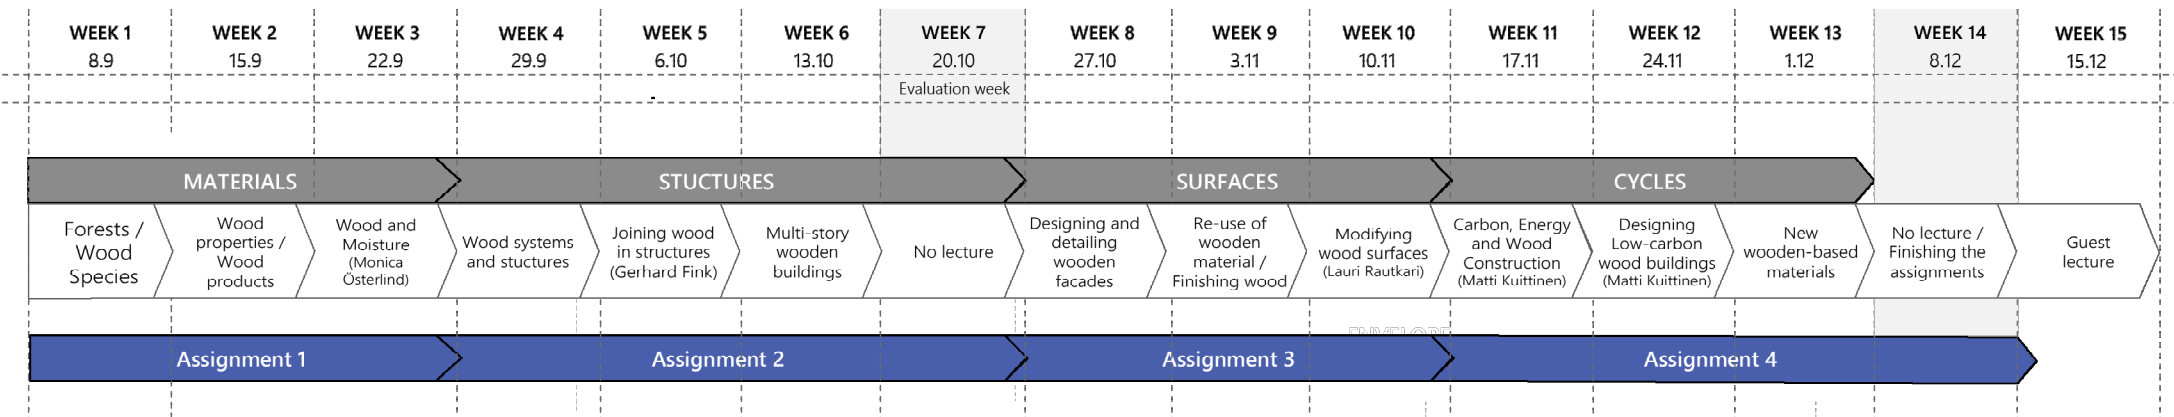 WEEK 1 WEEK 2 WEEK 3 WEEK 4 WEEK 5 WEEK 6 WEEK 7 WEEK 8 WEEK 9 WEEK 10 WEEK 11 WEEK 12 WEEK 13 WEEK 14 WEEK 15
8.9 15.9 22.9 29.9 6.10 13.10 20.10 27.10 3.11 10.11 17.11 24.11 1.12 8.12 15.12
Evaluation week
MATERIALS STUCTURES SURFACES CYCLES
Forests /
Wood
Species
Wood
properties /
Wood
products
Wood and
Moisture
(Monica
Österlind)
Wood systems
and stuctures
Joining wood
in structures
(Gerhard Fink)
Multi-story
wooden
buildings
No lecture
Designing and
detailing
wooden
facades
Re-use of
wooden
material /
Finishing wood
Modifying
wood surfaces
(Lauri Rautkari)
Carbon, Energy
and Wood
Construction
(Matti Kuittinen)
Designing
Low-carbon
wood buildings
(Matti Kuittinen)
New
wooden-based
materials
No lecture /
Finishing the
assignments
Guest
lecture
ENVELOPE
Assignment 1 Assignment 2 Assignment 3 Assignment 4